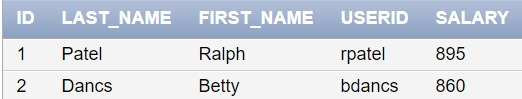 ID LAST_NAME FIRST_NAME USERID SALARY
1 Patel Ralph rpatel 895
2 Dancs Betty bdancs 860